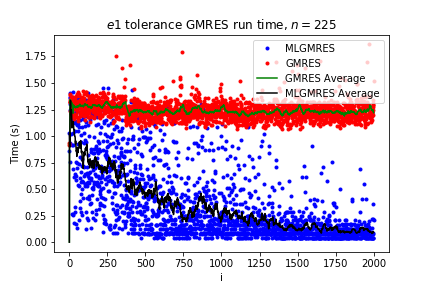 e1 tolerance GMRES run time, n = 225
MLGMRES
GMRES
GMRES Average
MLGMRES Average
Time (s)
1.75
1.50
1.25
1.00
0.75
0.50
0.25
0.00
0 250 500 750 1000 1250 1500 1750 2000
i